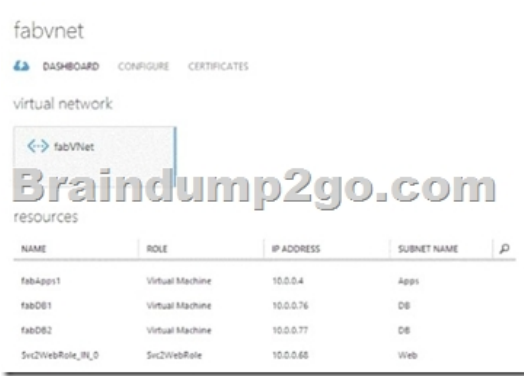 fabvnet
DASHBOARD CONFIGURE CERTIFICATES
virtual network
fabVNet
Braindump2go.com
resources
NAME ROLE IP ADDRESS SUBNET NAME
fabApps1 Virtual Machine 10.0.0.4 Apps
fabDB1 Virtual Machine 10.0.0.76 DB
fabDB2 Virtual Machine 10.0.0.77 DB
Svc2WebRole_IN_0 Svc2WebRole 10.0.0.68 Web